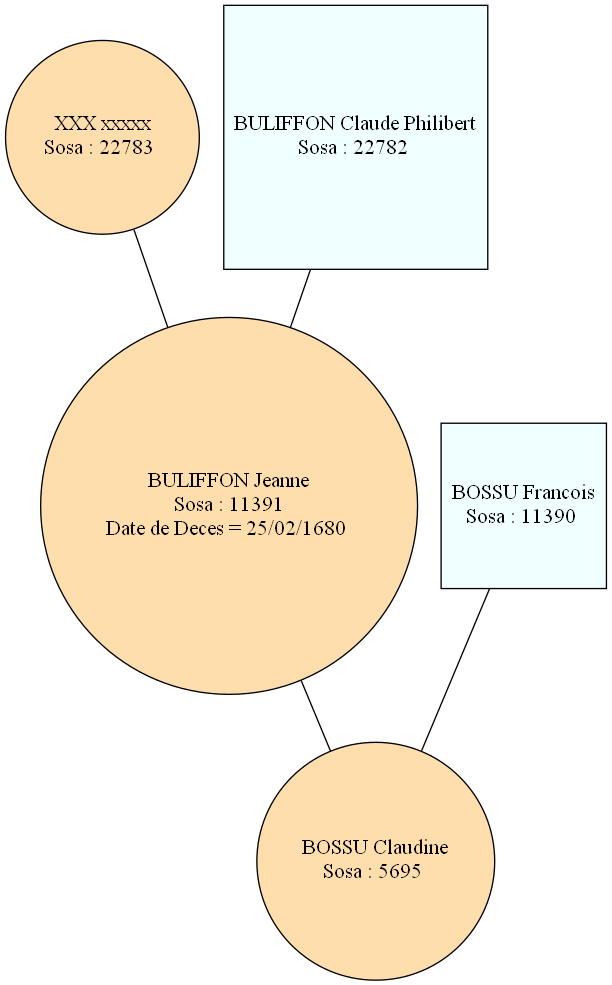 XXX xxxxx
Sosa : 22783
BULIFFON Claude Philibert
Sosa : 22782
BULIFFON Jeanne
Sosa : 11391
Date de Deces = 25/02/1680
BOSSU Francois
Sosa : 11390
BOSSU Claudine
Sosa : 5695